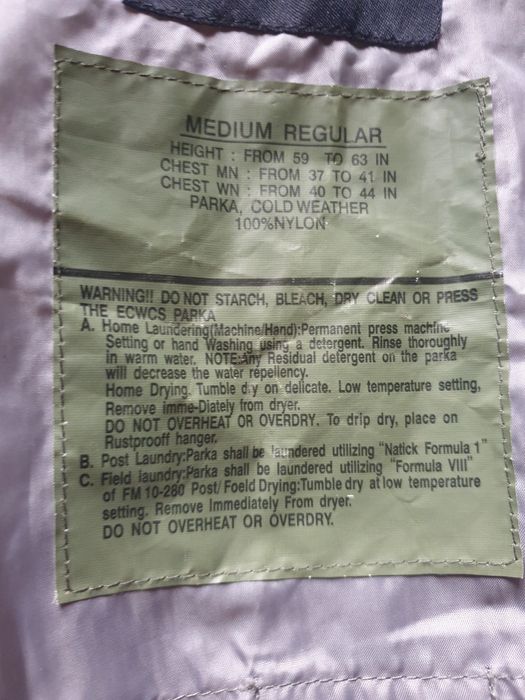 MEDIUM REGULAR
HEIGHT : FROM 59 TO 63 IN
CHEST MN : FROM 37 TO 41 IN
CHEST WN : FROM 40 TO 44 IN
PARKA, COLD WEATHER
100%NYLON
WARNING!! DO NOT STARCH, BLEACH, DRY CLEAN OR PRESS
THE ECWCS PARKA
A. Home Laundering(Machine/Hand):Permanent press machine
Setting or hand Washing using a detergent. Rinse thoroughly
in warm water. NOTE:Any Residual detergent on the parka
will decrease the water repellency.
Home Drying. Tumble dry on delicate. Low temperature setting,
Remove imme-Diately from dryer.
DO NOT OVERHEAT OR OVERDRY. To drip dry, place on
Rustprooff hanger.
B. Post Laundry:Parka shall be laundered utilizing "Natick Formula 1"
C. Field laundry:Parka shall be laundered utilizing "Formula VIII"
of FM 10-280 Post/ Foeld Drying:Tumble dry at low temperature
setting. Remove Immediately From dryer.
DO NOT OVERHEAT OR OVERDRY.